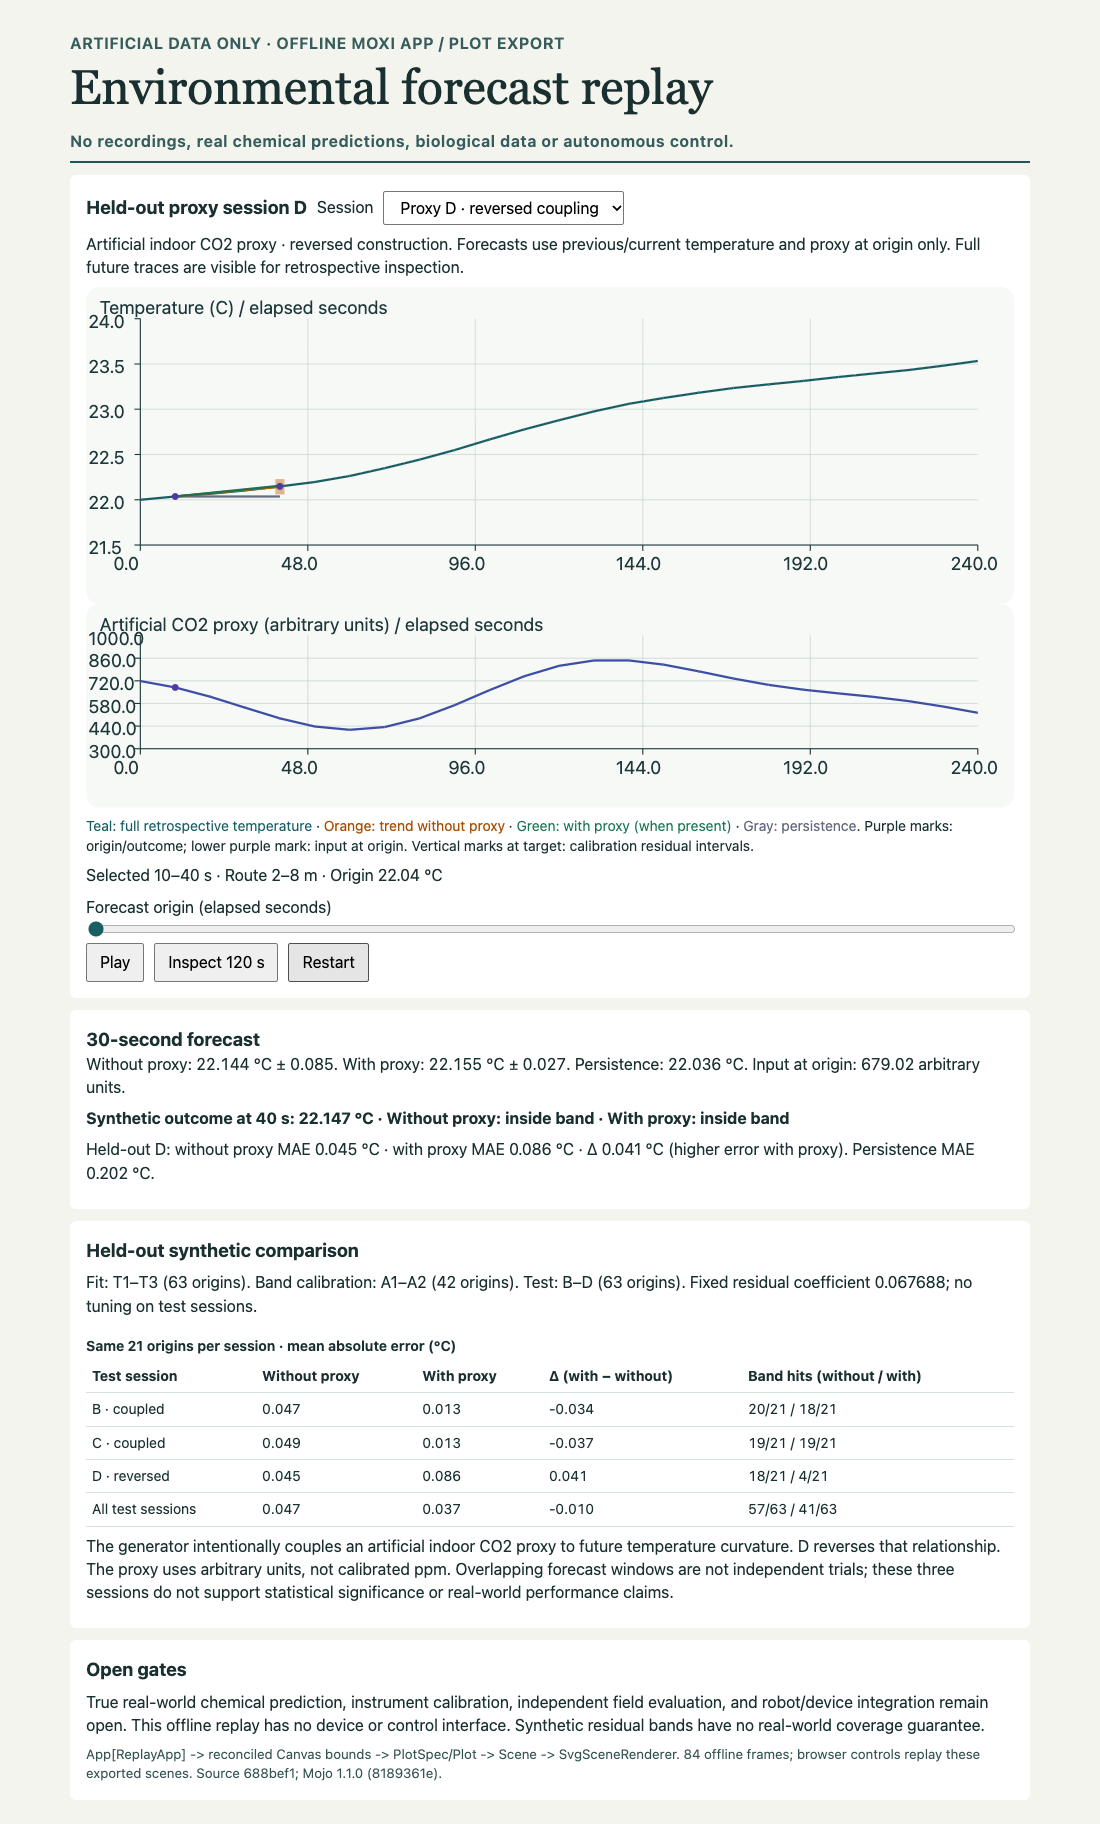 ARTIFICIAL DATA ONLY · OFFLINE MOXI APP / PLOT EXPORT
Environmental forecast replay
No recordings, real chemical predictions, biological data or autonomous control.
Held-out proxy session D Session Proxy D · reversed coupling
Artificial indoor CO2 proxy · reversed construction. Forecasts use previous/current temperature and proxy at origin only. Full
future traces are visible for retrospective inspection.
Temperature (C) / elapsed seconds
24.0
23.5
23.0
22.5
22.0
21.5
0.0 48.0 96.0 144.0 192.0 240.0
Artificial CO2 proxy (arbitrary units) / elapsed seconds
1000.0
860.0
720.0
580.0
440.0
300.0
0.0 48.0 96.0 144.0 192.0 240.0
Teal: full retrospective temperature · Orange: trend without proxy · Green: with proxy (when present) · Gray: persistence. Purple marks:
origin/outcome; lower purple mark: input at origin. Vertical marks at target: calibration residual intervals.
Selected 10–40 s · Route 2–8 m · Origin 22.04 °C
Forecast origin (elapsed seconds)
Play Inspect 120 s Restart
30-second forecast
Without proxy: 22.144 °C ± 0.085. With proxy: 22.155 °C ± 0.027. Persistence: 22.036 °C. Input at origin: 679.02 arbitrary
units.
Synthetic outcome at 40 s: 22.147 °C · Without proxy: inside band · With proxy: inside band
Held-out D: without proxy MAE 0.045 °C · with proxy MAE 0.086 °C · Δ 0.041 °C (higher error with proxy). Persistence MAE
0.202 °C.
Held-out synthetic comparison
Fit: T1–T3 (63 origins). Band calibration: A1–A2 (42 origins). Test: B–D (63 origins). Fixed residual coefficient 0.067688; no
tuning on test sessions.
Same 21 origins per session · mean absolute error (°C)
Test session Without proxy With proxy Δ (with − without) Band hits (without / with)
B · coupled 0.047 0.013 -0.034 20/21 / 18/21
C · coupled 0.049 0.013 -0.037 19/21 / 19/21
D · reversed 0.045 0.086 0.041 18/21 / 4/21
All test sessions 0.047 0.037 -0.010 57/63 / 41/63
The generator intentionally couples an artificial indoor CO2 proxy to future temperature curvature. D reverses that relationship.
The proxy uses arbitrary units, not calibrated ppm. Overlapping forecast windows are not independent trials; these three
sessions do not support statistical significance or real-world performance claims.
Open gates
True real-world chemical prediction, instrument calibration, independent field evaluation, and robot/device integration remain
open. This offline replay has no device or control interface. Synthetic residual bands have no real-world coverage guarantee.
App[ReplayApp] -> reconciled Canvas bounds -> PlotSpec/Plot -> Scene -> SvgSceneRenderer. 84 offline frames; browser controls replay these
exported scenes. Source 688bef1; Mojo 1.1.0 (8189361e).